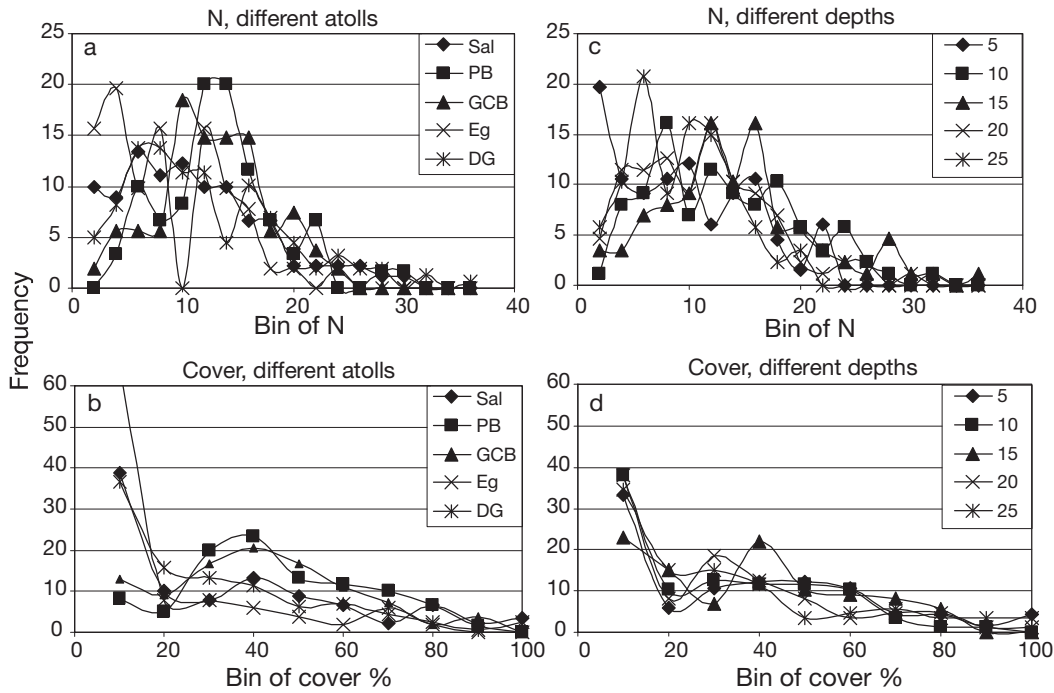 N, different atolls
25
20
15
10
5
0
a
Sal
PB
GCB
Eg
DG
0 10 20 30 40
Bin of N
N, different depths
25
20
15
10
5
0
c
5
10
15
20
25
0 10 20 30 40
Bin of N
Frequency
Cover, different atolls
60
50
40
30
20
10
0
b
Sal
PB
GCB
Eg
DG
0 20 40 60 80 100
Bin of cover %
Cover, different depths
60
50
40
30
20
10
0
d
5
10
15
20
25
0 20 40 60 80 100
Bin of cover %